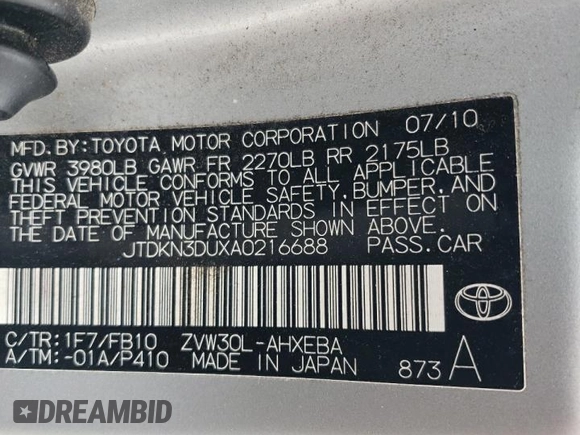 MFD.BY:TOYOTA MOTOR CORPORATION 07/10
GVWR 3980LB GAWR FR 2270LB RR 2175LB
THIS VEHICLE CONFORMS TO ALL APPLICABLE
FEDERAL MOTOR VEHICLE SAFETY, BUMPER, AND
THEFT PREVENTION STANDARDS IN EFFECT ON
THE DATE OF MANUFACTURE SHOWN ABOVE.
JTDKN3DUXA0216688 PASS.CAR
C/TR:1F7/FB10 ZVW30L-AHXEBA
A/TM:-01A/P410 MADE IN JAPAN 873 A
DREAMBID